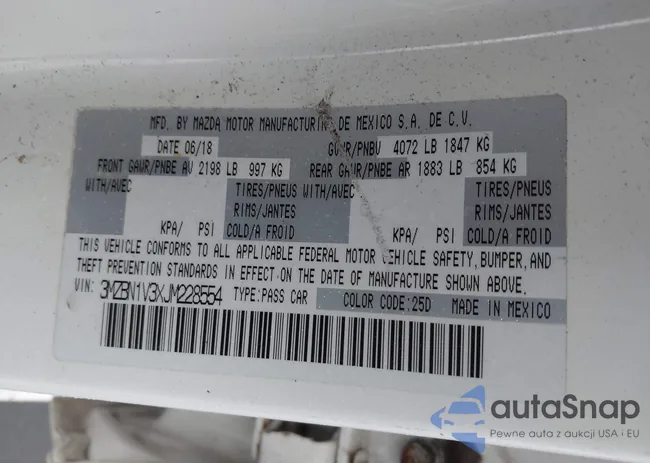 MFD. BY MAZDA MOTOR MANUFACTURING DE MEXICO S.A. DE C.V.
DATE 06/18 GVWR/PNBV 4072 LB 1847 KG
FRONT GAWR/PNBE AV 2198 LB 997 KG REAR GAWR/PNBE AR 1883 LB 854 KG
WITH/AVEC TIRES/PNEUS WITH/AVEC TIRES/PNEUS
RIMS/JANTES RIMS/JANTES
KPA/ PSI COLD/A FROID KPA/ PSI COLD/A FROID
THIS VEHICLE CONFORMS TO ALL APPLICABLE FEDERAL MOTOR VEHICLE SAFETY, BUMPER, AND
THEFT PREVENTION STANDARDS IN EFFECT ON THE DATE OF MANUFACTURE SHOWN ABOVE.
VIN: 3MZBN1V3XJM228554 TYPE:PASS CAR COLOR CODE:25D MADE IN MEXICO
autaSnap
Pewne auta z aukcji USA i EU